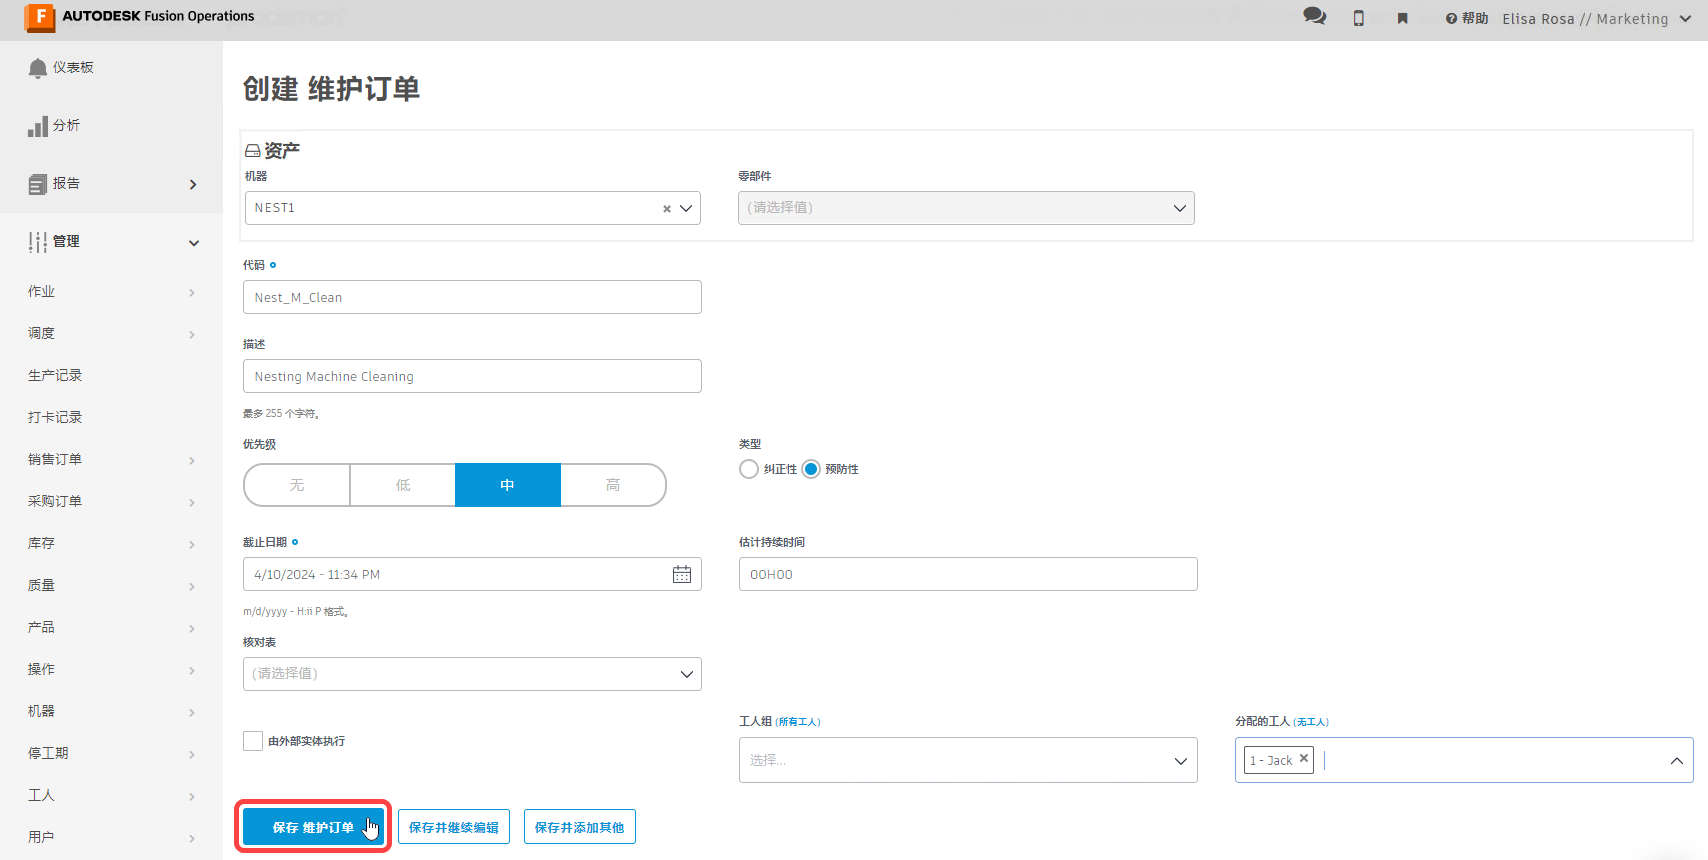 AUTODESK Fusion Operations
帮助
Elisa Rosa // Marketing
仪表板
分析
报告
管理
作业
调度
生产记录
打卡记录
销售订单
采购订单
库存
质量
产品
操作
机器
停工期
工人
用户
创建 维护订单
资产
机器
零部件
NEST1
(请选择值)
代码
Nest_M_Clean
描述
Nesting Machine Cleaning
最多 255 个字符。
优先级
类型
无
低
中
高
纠正性
预防性
截止日期
估计持续时间
4/10/2024 - 11:34 PM
00H00
m/d/yyyy - H:ii P 格式。
核对表
(请选择值)
由外部实体执行
工人组 (所有工人)
分配的工人 (无工人)
选择...
1 - Jack
保存 维护订单
保存并继续编辑
保存并添加其他